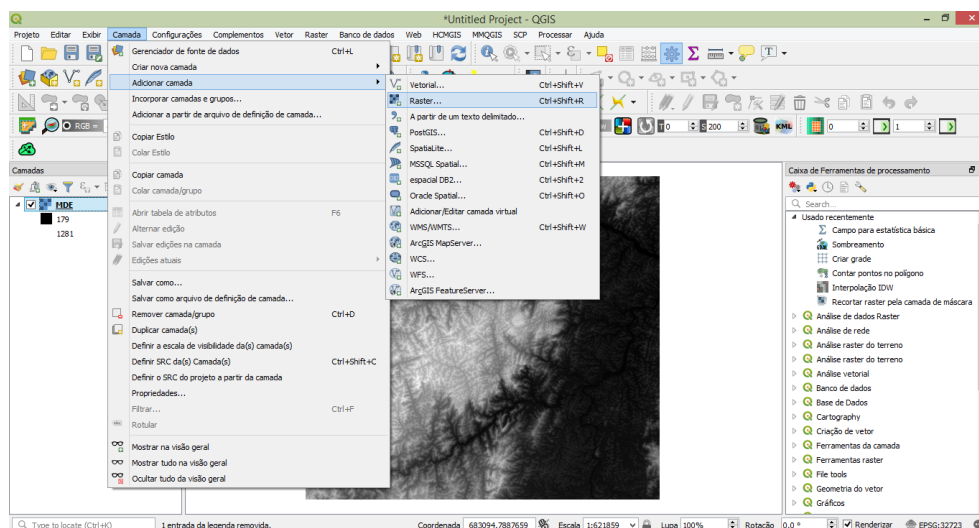 *Untitled Project - QGIS
Projeto Editar Exibir Camada Configurações Complementos Vetor Raster Banco de dados Web HCMGIS MMQGIS SCP Processar Ajuda
Gerenciador de fonte de dados Ctrl+L
Criar nova camada
Adicionar camada
Incorporar camadas e grupos...
Adicionar a partir de arquivo de definição de camada...
Copiar Estilo
Colar Estilo
Copiar camada
Colar camada/grupo
Abrir tabela de atributos F6
Alternar edição
Salvar edições na camada
Edições atuais
Salvar como...
Salvar como arquivo de definição de camada...
Remover camada/grupo Ctrl+D
Duplicar camada(s)
Definir a escala de visibilidade da(s) camada(s)
Definir SRC da(s) Camada(s) Ctrl+Shift+C
Definir o SRC do projeto a partir da camada
Propriedades...
Filtrar... Ctrl+F
Rotular
Mostrar na visão geral
Mostrar tudo na visão geral
Ocultar tudo da visão geral
Vetorial... Ctrl+Shift+V
Raster... Ctrl+Shift+R
A partir de um texto delimitado...
PostGIS... Ctrl+Shift+D
SpatiaLite... Ctrl+Shift+L
MSSQL Spatial... Ctrl+Shift+M
espacial DB2... Ctrl+Shift+2
Oracle Spatial... Ctrl+Shift+O
Adicionar/Editar camada virtual
WMS/WMTS... Ctrl+Shift+W
ArcGIS MapServer...
WCS...
WFS...
ArcGIS FeatureServer...
RGB =
T 0 S 200 KML 0 1
Camadas
MDE
179
1281
Caixa de Ferramentas de processamento
Search...
Usado recentemente
Campo para estatística básica
Sombreamento
Criar grade
Contar pontos no polígono
Interpolação IDW
Recortar raster pela camada de máscara
Análise de dados Raster
Análise de rede
Análise raster do terreno
Análise raster do terreno
Análise vetorial
Banco de dados
Base de Dados
Cartography
Criação de vetor
Ferramentas da camada
Ferramentas raster
File tools
Geometria do vetor
Gráficos
Type to locate (Ctrl+K) 1 entrada da legenda removida. Coordenada 683094.7887659 Escala 1:621859 Lupa 100% Rotação 0,0 ° Renderizar EPSG:32723